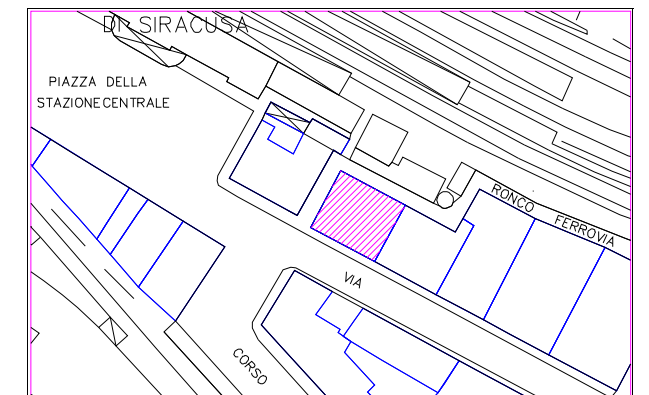 DI SIRACUSA
PIAZZA DELLA
STAZIONE CENTRALE
RONCO FERROVIA
VIA
CORSO